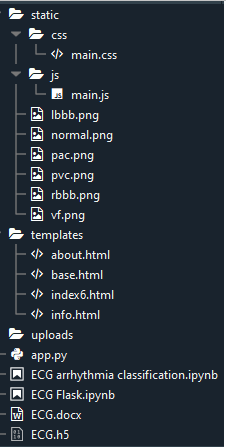 static
css
main.css
js
main.js
lbbb.png
normal.png
pac.png
pvc.png
rbbb.png
vf.png
templates
about.html
base.html
index6.html
info.html
uploads
app.py
ECG arrhythmia classification.ipynb
ECG Flask.ipynb
ECG.docx
ECG.h5